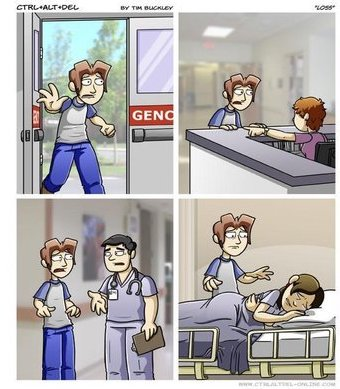 CTRL+ALT+DEL BY TIM BUCKLEY "LOSS"
GENC
WWW.CTRLALTDEL-ONLINE.COM